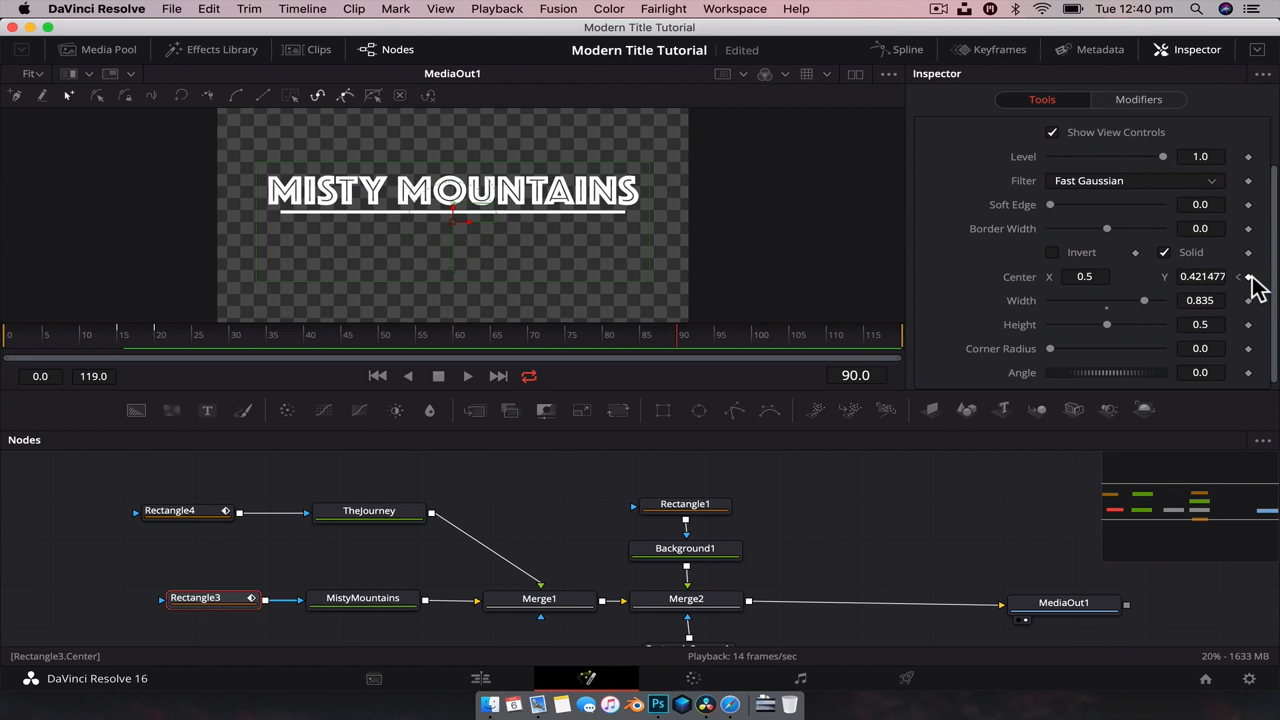 DaVinci Resolve File Edit Trim Timeline Clip Mark View Playback Fusion Color Fairlight Workspace Help Tue 12:40 pm
Modern Title Tutorial
Media Pool Effects Library Clips Nodes Modern Title Tutorial Edited Spline Keyframes Metadata Inspector
Fit MediaOut1 Inspector
Tools Modifiers
Show View Controls
Level 1.0
Filter Fast Gaussian
MISTY MOUNTAINS
Soft Edge 0.0
Border Width 0.0
Invert Solid
Center X 0.5 Y 0.421477
Width 0.835
Height 0.5
0 5 10 15 20 25 30 35 40 45 50 55 60 65 70 75 80 85 90 95 100 105 110 115
Corner Radius 0.0
Angle 0.0
0.0 119.0 90.0
Nodes
Rectangle4 TheJourney Rectangle1
Background1
Rectangle3 MistyMountains Merge1 Merge2 MediaOut1
[Rectangle3.Center] Playback: 14 frames/sec 20% - 1633 MB
DaVinci Resolve 16
6 Ps